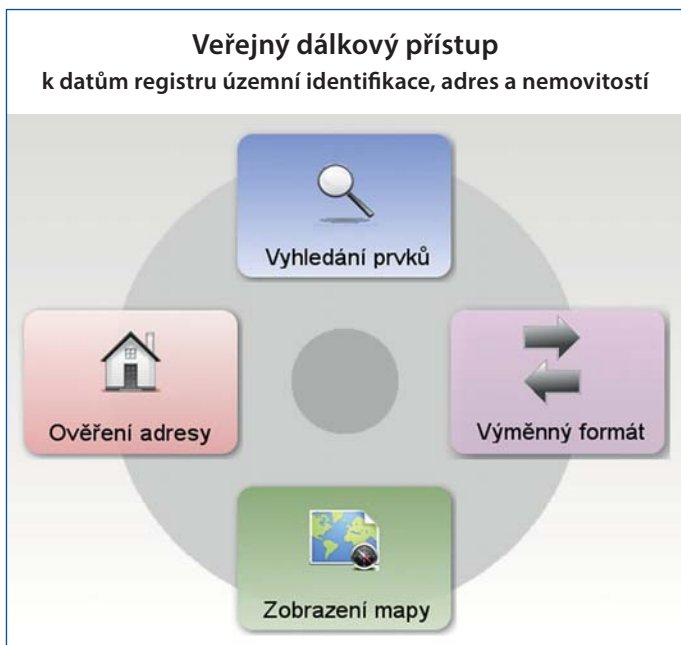 Veřejný dálkový přístup
k datům registru územní identifikace, adres a nemovitostí
Vyhledání prvků
Ověření adresy
Výměnný formát
Zobrazení mapy